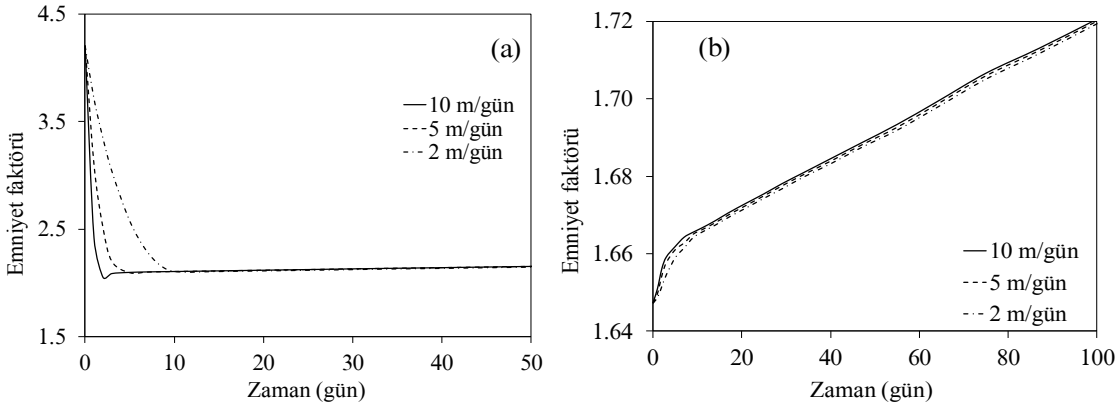 4.5
3.5
2.5
1.5
Emniyet faktörü
(a)
10 m/gün
5 m/gün
2 m/gün
0 10 20 30 40 50
Zaman (gün)
1.72
1.70
1.68
1.66
1.64
Emniyet faktörü
(b)
10 m/gün
5 m/gün
2 m/gün
0 20 40 60 80 100
Zaman (gün)